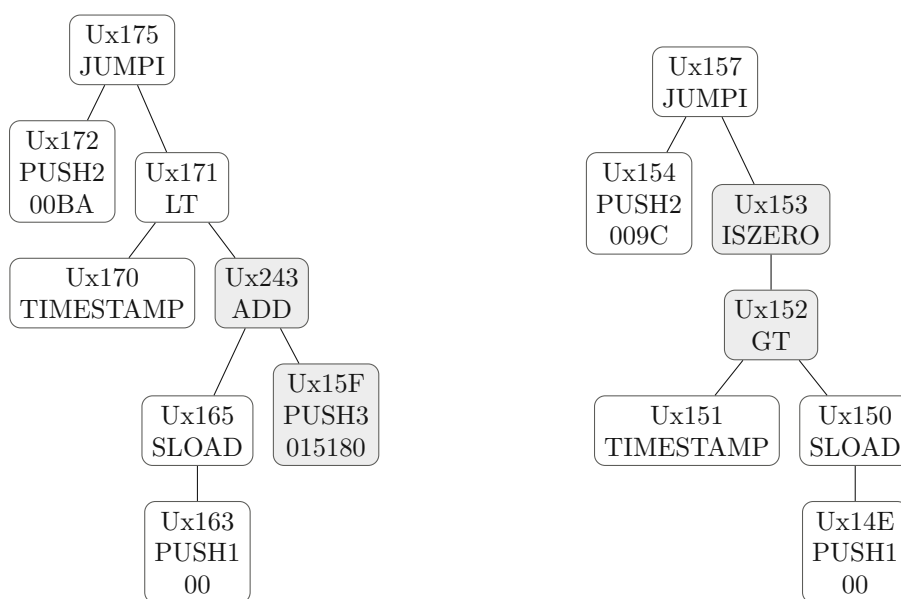 Ux175
JUMPI
Ux172
PUSH2
00BA
Ux171
LT
Ux170
TIMESTAMP
Ux243
ADD
Ux165
SLOAD
Ux15F
PUSH3
015180
Ux163
PUSH1
00
Ux157
JUMPI
Ux154
PUSH2
009C
Ux153
ISZERO
Ux152
GT
Ux151
TIMESTAMP
Ux150
SLOAD
Ux14E
PUSH1
00